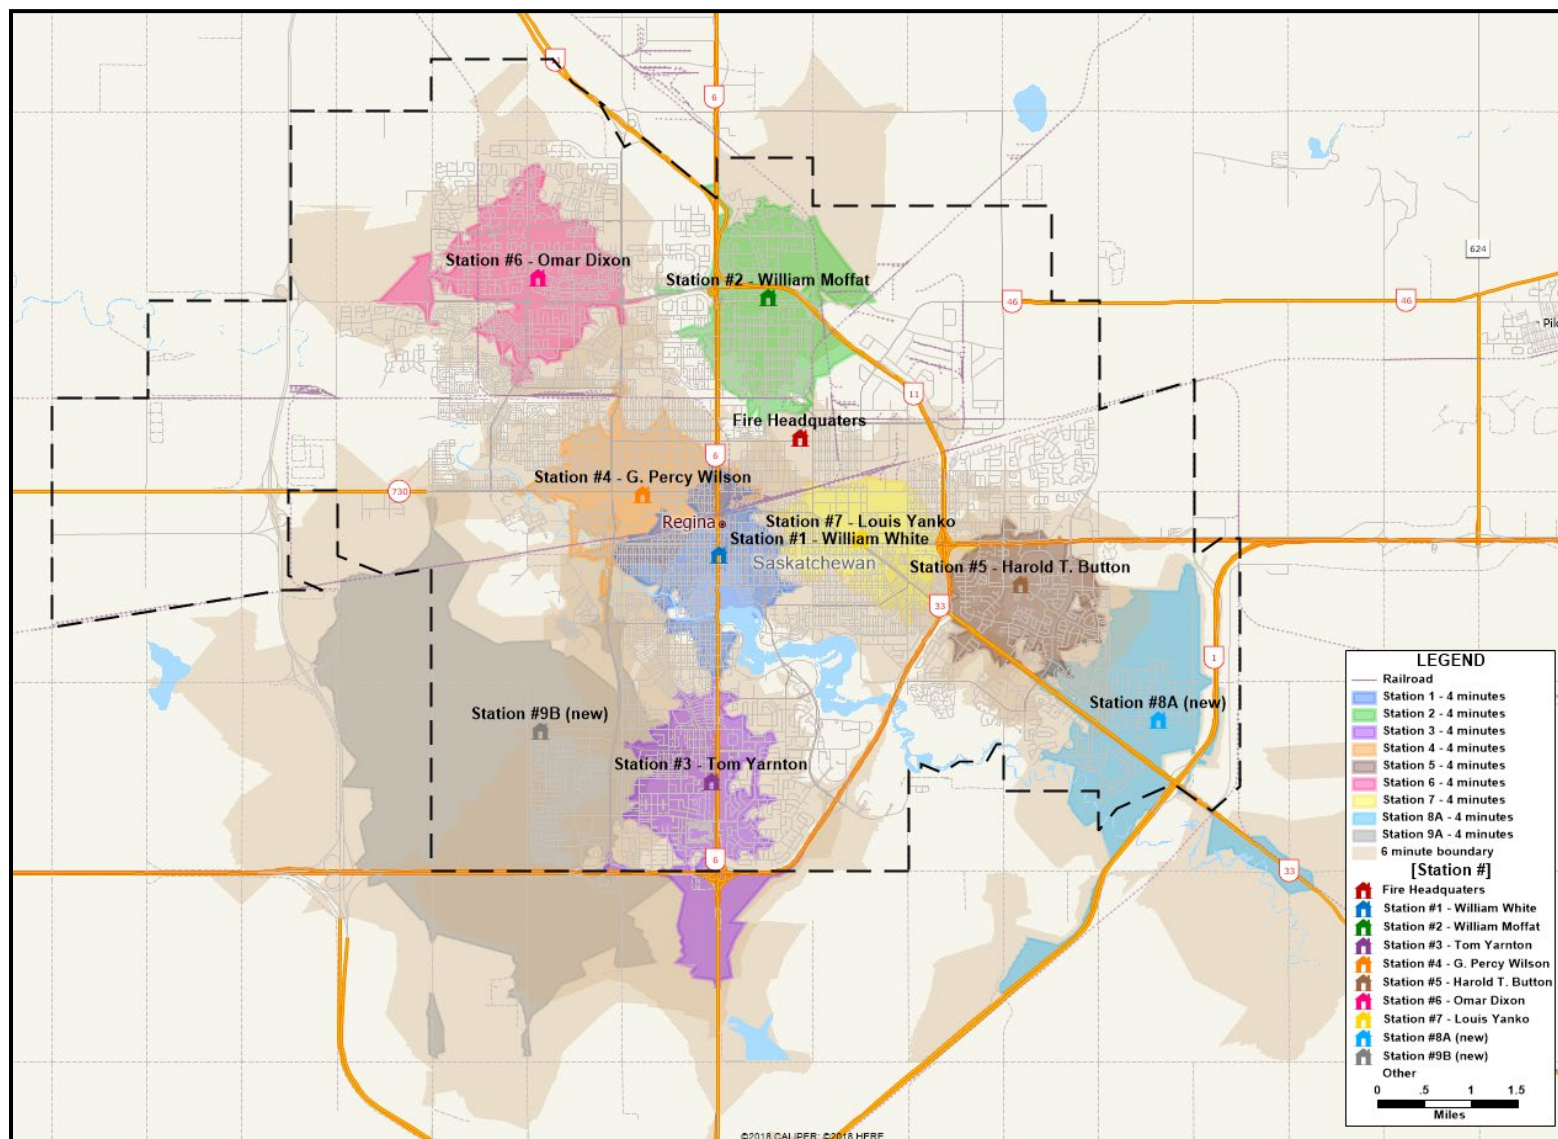 11
6
624
Station #6 - Omar Dixon
Station #2 - William Moffat
46
46
11
Fire Headquaters
6
Station #4 - G. Percy Wilson
730
Regina
Station #7 - Louis Yanko
Station #1 - William White
Saskatchewan
Station #5 - Harold T. Button
33
1
Station #8A (new)
Station #9B (new)
Station #3 - Tom Yarnton
6
33
LEGEND
Railroad
Station 1 - 4 minutes
Station 2 - 4 minutes
Station 3 - 4 minutes
Station 4 - 4 minutes
Station 5 - 4 minutes
Station 6 - 4 minutes
Station 7 - 4 minutes
Station 8A - 4 minutes
Station 9A - 4 minutes
6 minute boundary
[Station #]
Fire Headquaters
Station #1 - William White
Station #2 - William Moffat
Station #3 - Tom Yarnton
Station #4 - G. Percy Wilson
Station #5 - Harold T. Button
Station #6 - Omar Dixon
Station #7 - Louis Yanko
Station #8A (new)
Station #9B (new)
Other
0 .5 1 1.5
Miles
©2018 CALIPER; ©2018 HERE